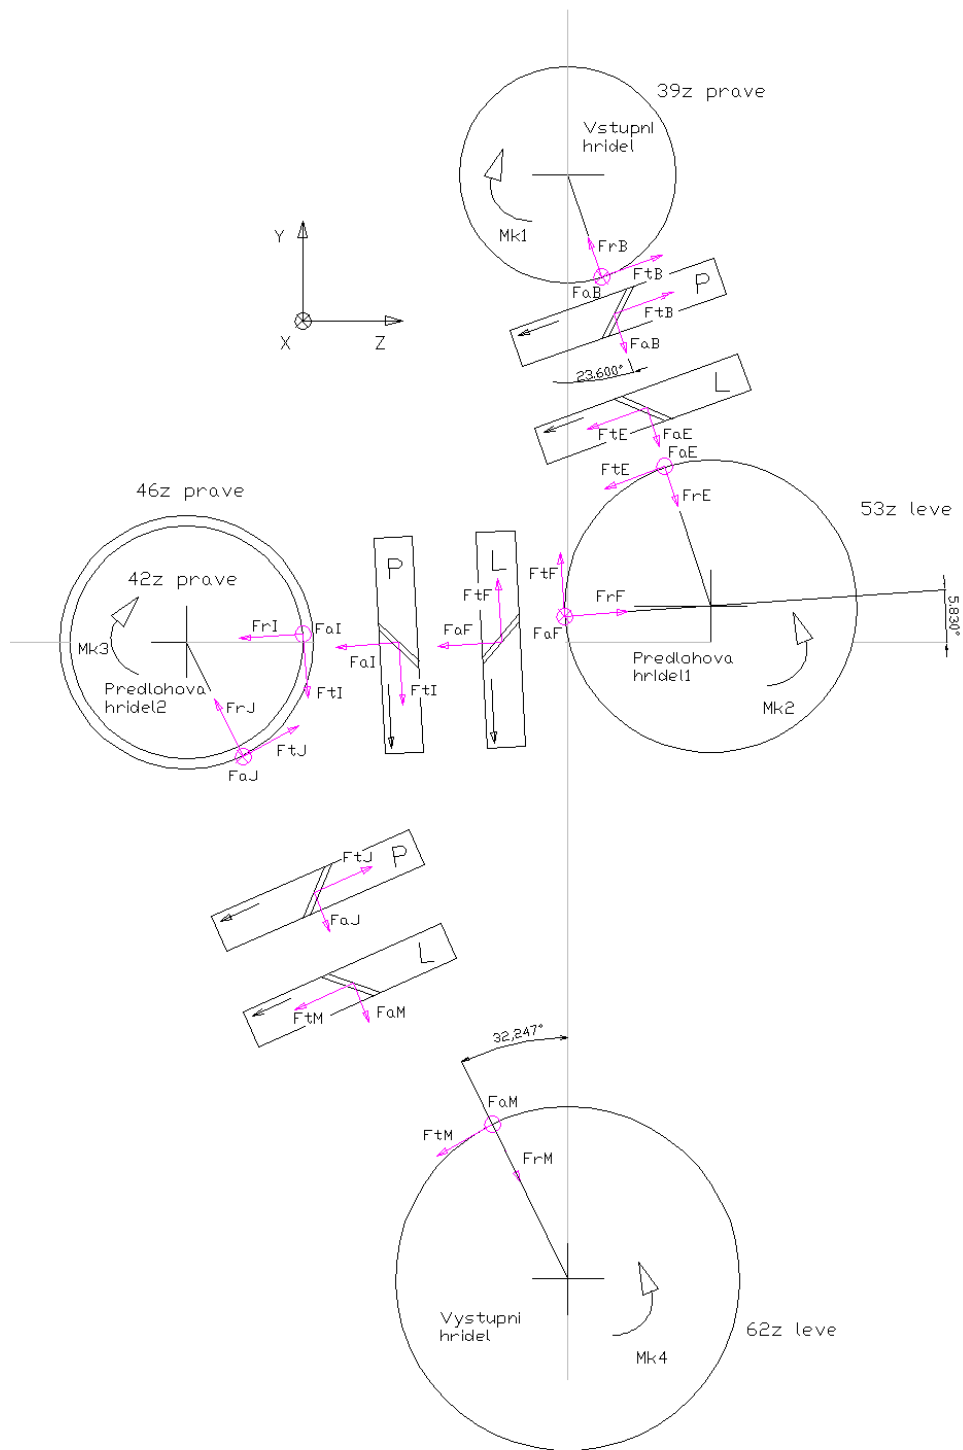 39z prave
Vstupni
hridel
Mk1
Y
X
Z
FrB
FtB
FaB
P
FtB
FaB
23.600°
L
FtE
FaE
FaE
FtE
FrE
46z prave
53z leve
42z prave
P
L
FtF
FtF
FrF
FaF
FaF
5.830°
FrI
FaI
FaI
FtI
FtI
Mk3
Predlohova
hridel2
Predlohova
hridel1
Mk2
FrJ
FtJ
FaJ
FtJ
P
FaJ
L
FtM
FaM
32,247°
FaM
FtM
FrM
Vystupni
hridel
62z leve
Mk4